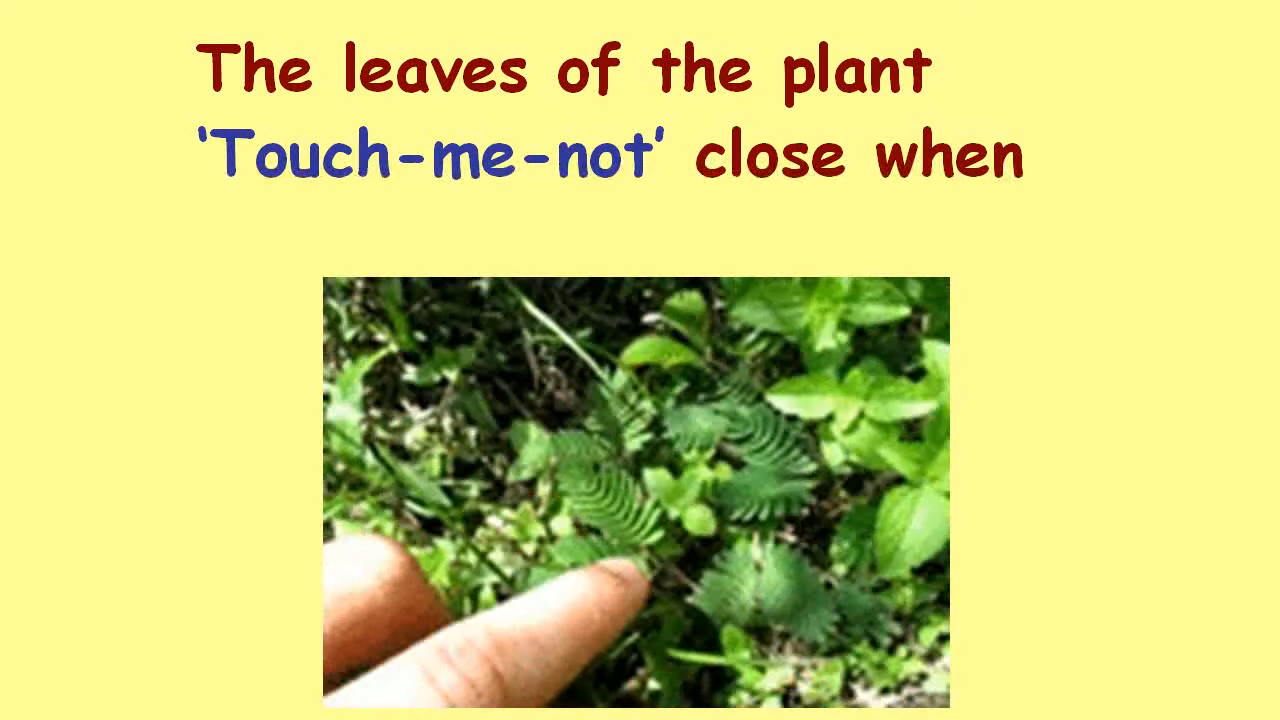 The leaves of the plant
‘Touch-me-not’ close when